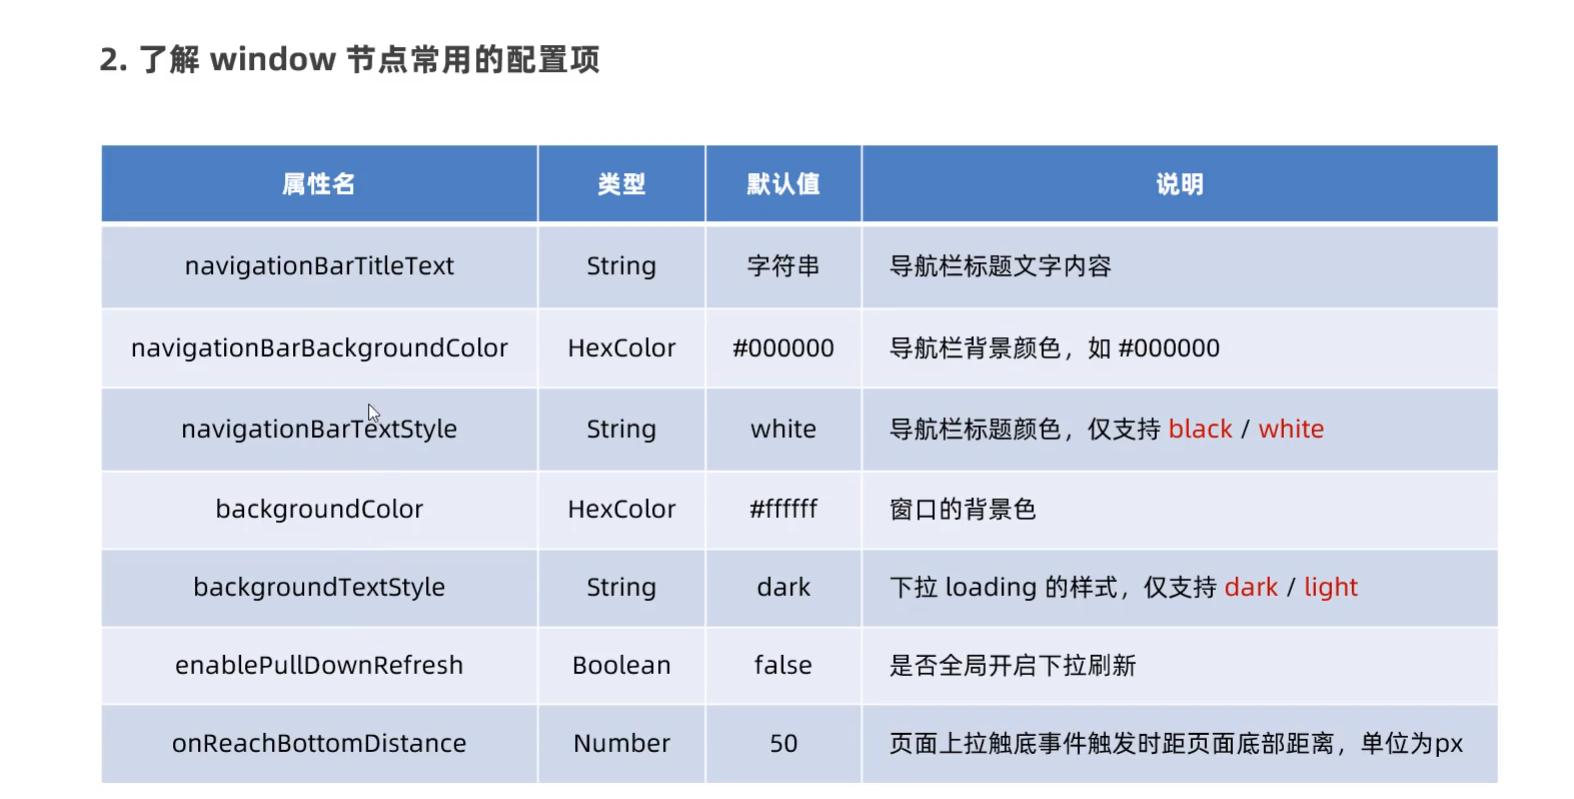 2. 了解 window 节点常用的配置项
属性名 类型 默认值 说明
navigationBarTitleText String 字符串 导航栏标题文字内容
navigationBarBackgroundColor HexColor #000000 导航栏背景颜色，如 #000000
navigationBarTextStyle String white 导航栏标题颜色，仅支持 black / white
backgroundColor HexColor #ffffff 窗口的背景色
backgroundTextStyle String dark 下拉 loading 的样式，仅支持 dark / light
enablePullDownRefresh Boolean false 是否全局开启下拉刷新
onReachBottomDistance Number 50 页面上拉触底事件触发时距页面底部距离，单位为px